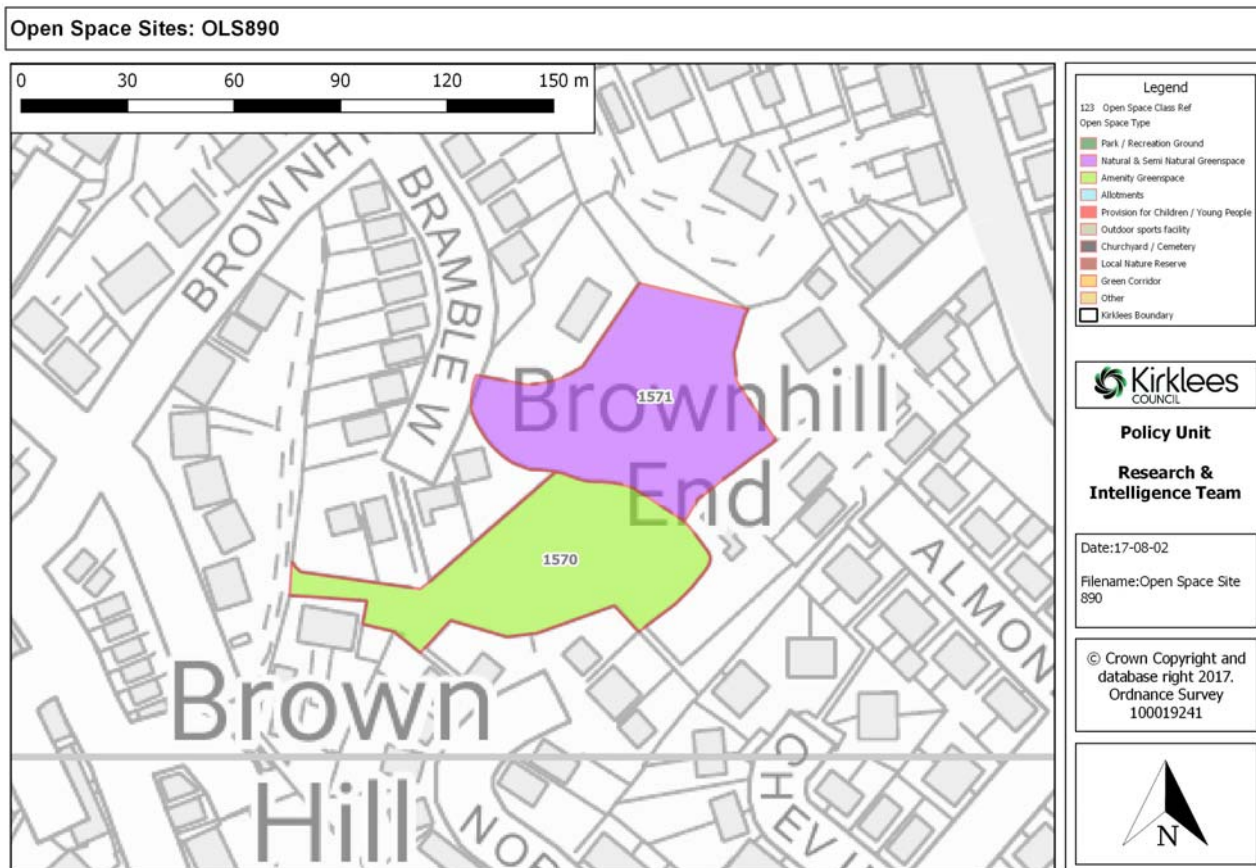 Open Space Sites: OLS890
0 30 60 90 120 150 m
BROWNHI
BRAMBLE W
Brownhill
End
1571
1570
Brown
Hill
ALMON
CHEVI
NOR
Legend
123 Open Space Class Ref
Open Space Type
Park / Recreation Ground
Natural & Semi Natural Greenspace
Amenity Greenspace
Allotments
Provision for Children / Young People
Outdoor sports facility
Churchyard / Cemetery
Local Nature Reserve
Green Corridor
Other
Kirklees Boundary
Kirklees
COUNCIL
Policy Unit
Research &
Intelligence Team
Date:17-08-02
Filename:Open Space Site
890
© Crown Copyright and
database right 2017.
Ordnance Survey
100019241
N